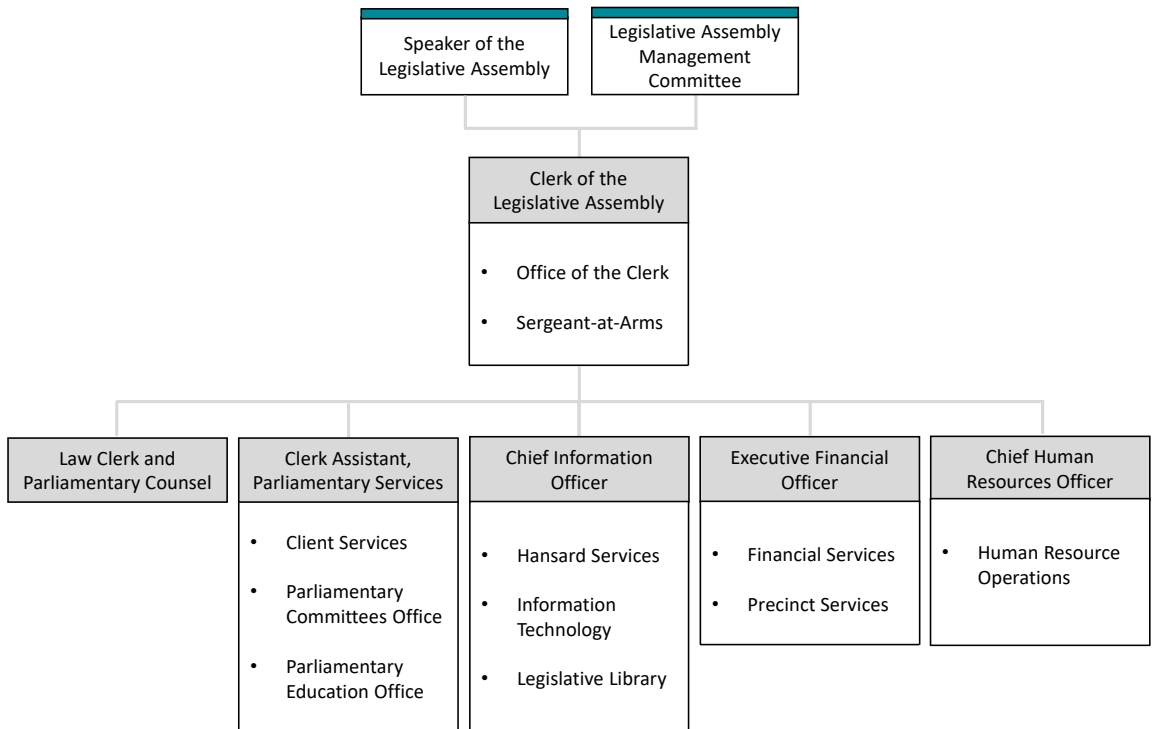 Speaker of the
Legislative Assembly
Legislative Assembly
Management
Committee
Clerk of the
Legislative Assembly
• Office of the Clerk
• Sergeant-at-Arms
Law Clerk and
Parliamentary Counsel
Clerk Assistant,
Parliamentary Services
• Client Services
• Parliamentary
Committees Office
• Parliamentary
Education Office
Chief Information
Officer
• Hansard Services
• Information
Technology
• Legislative Library
Executive Financial
Officer
• Financial Services
• Precinct Services
Chief Human
Resources Officer
• Human Resource
Operations